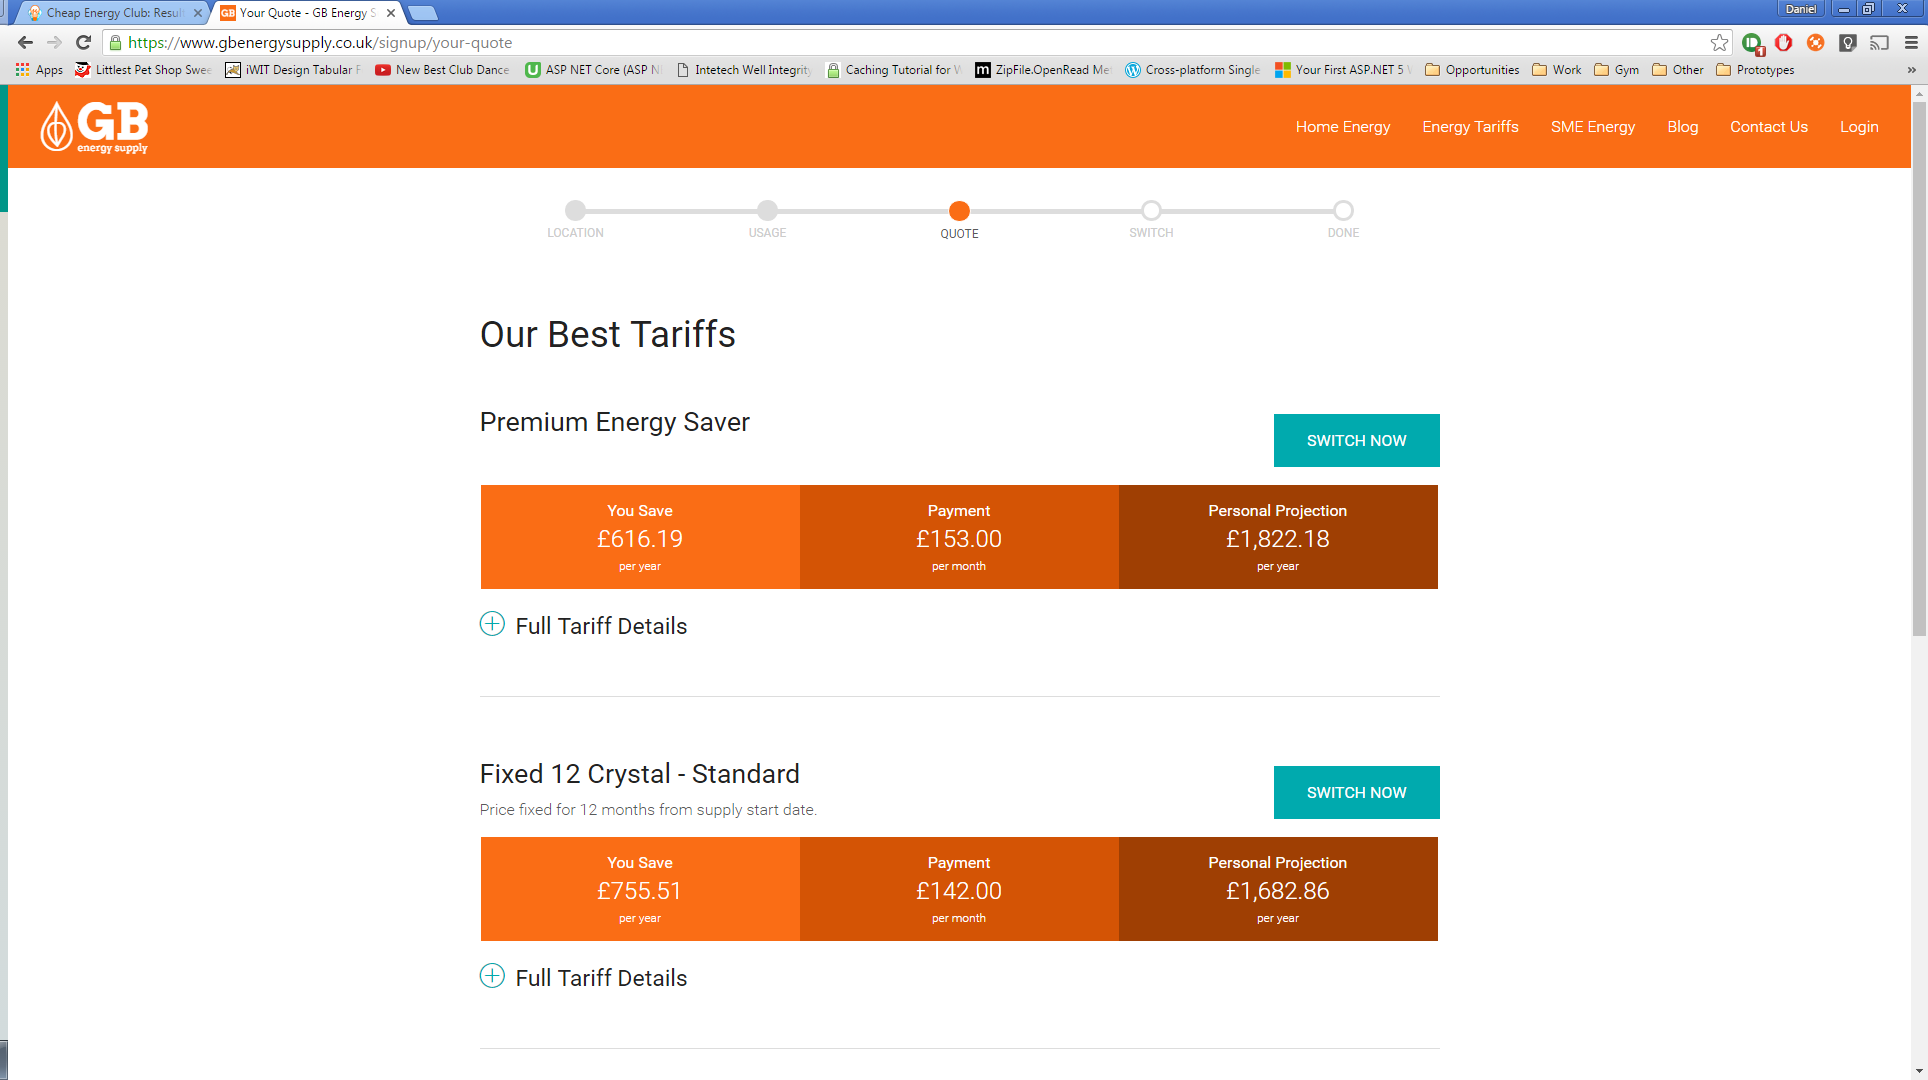 Cheap Energy Club: Resul
GB Your Quote - GB Energy S
Daniel
https://www.gbenergysupply.co.uk/signup/your-quote
1
Apps
Littlest Pet Shop Swee
iWIT Design Tabular F
New Best Club Dance
ASP NET Core (ASP N
Intetech Well Integrity
Caching Tutorial for W
m ZipFile.OpenRead Me
Cross-platform Single
Your First ASP.NET 5
Opportunities
Work
Gym
Other
Prototypes
»
GB
energy supply
Home Energy
Energy Tariffs
SME Energy
Blog
Contact Us
Login
LOCATION
USAGE
QUOTE
SWITCH
DONE
Our Best Tariffs
Premium Energy Saver
SWITCH NOW
You Save
£616.19
per year
Payment
£153.00
per month
Personal Projection
£1,822.18
per year
Full Tariff Details
Fixed 12 Crystal - Standard
Price fixed for 12 months from supply start date.
SWITCH NOW
You Save
£755.51
per year
Payment
£142.00
per month
Personal Projection
£1,682.86
per year
Full Tariff Details